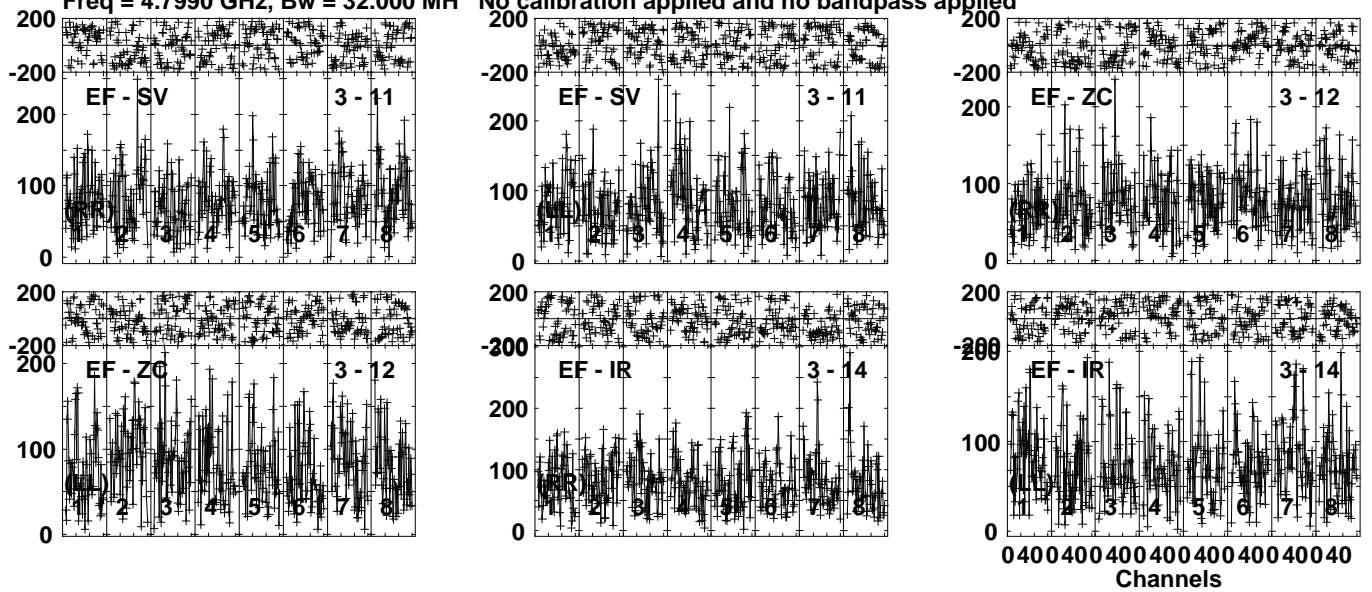 Freq = 4.7990 GHz, Bw = 32.000 MH No calibration applied and no bandpass applied
200 200 200
-200 -200 -200
EF - SV 3 - 11 EF - SV 3 - 11 EF - ZC 3 - 12
200 200 200
100 100 100
(RR) (LL) (RR)
2 3 4 5 6 7 8 1 2 3 4 5 6 7 8 1 2 3 4 5 6 7 8
0 0 0
200 200 200
-200 -200 -200
200 300 200
EF - ZC 3 - 12 EF - IR 3 - 14 EF - IR 3 - 14
200
100 100 100
(LL) (RR) (LL)
1 2 3 4 5 6 7 8 1 2 3 4 5 6 7 8 1 2 3 4 5 6 7 8
0 0 0
0 40 0 40 0 40 0 40 0 40 0 40 0 40 0 40
Channels